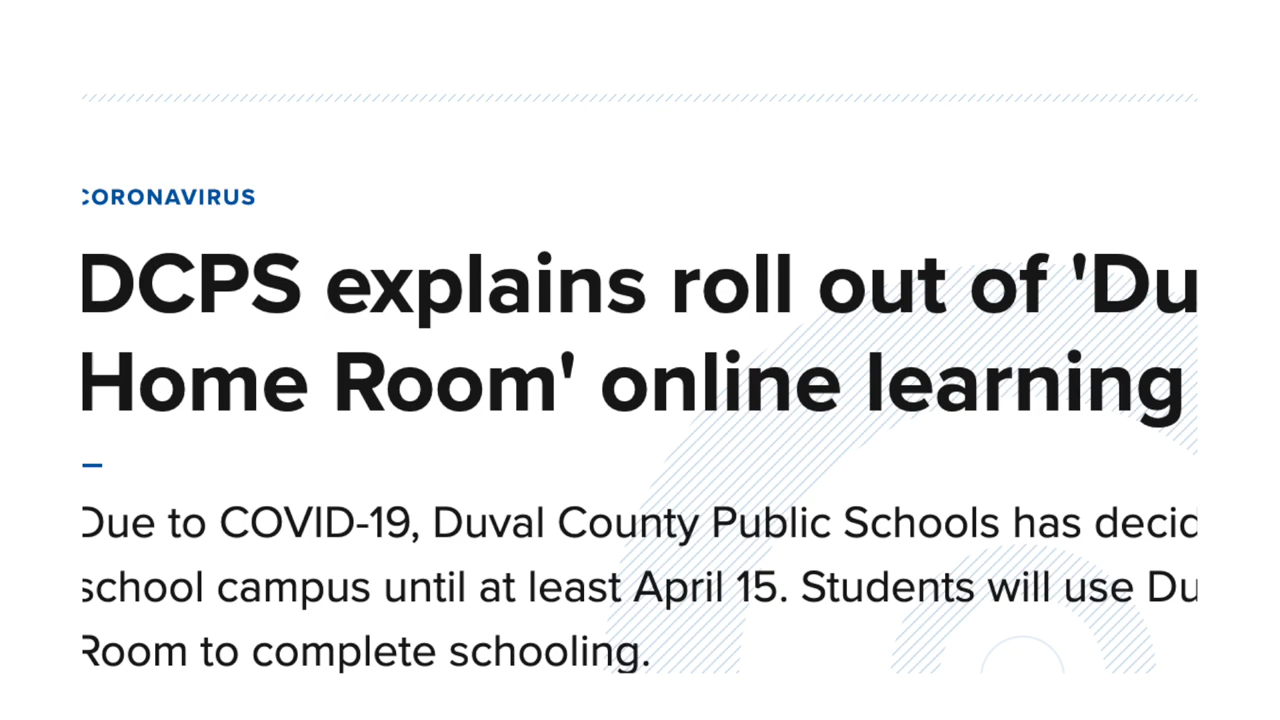 CORONAVIRUS
DCPS explains roll out of 'Du
Home Room' online learning
Due to COVID-19, Duval County Public Schools has decid
school campus until at least April 15. Students will use Du
Room to complete schooling.